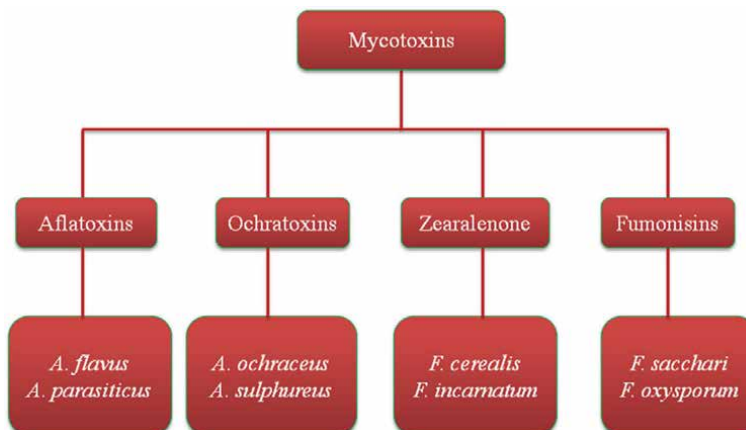 Mycotoxins
Aflatoxins
Ochratoxins
Zearalenone
Fumonisins
A. flavus
A. parasiticus
A. ochraceus
A. sulphureus
F. cerealis
F. incarnatum
F. sacchari
F. oxysporum